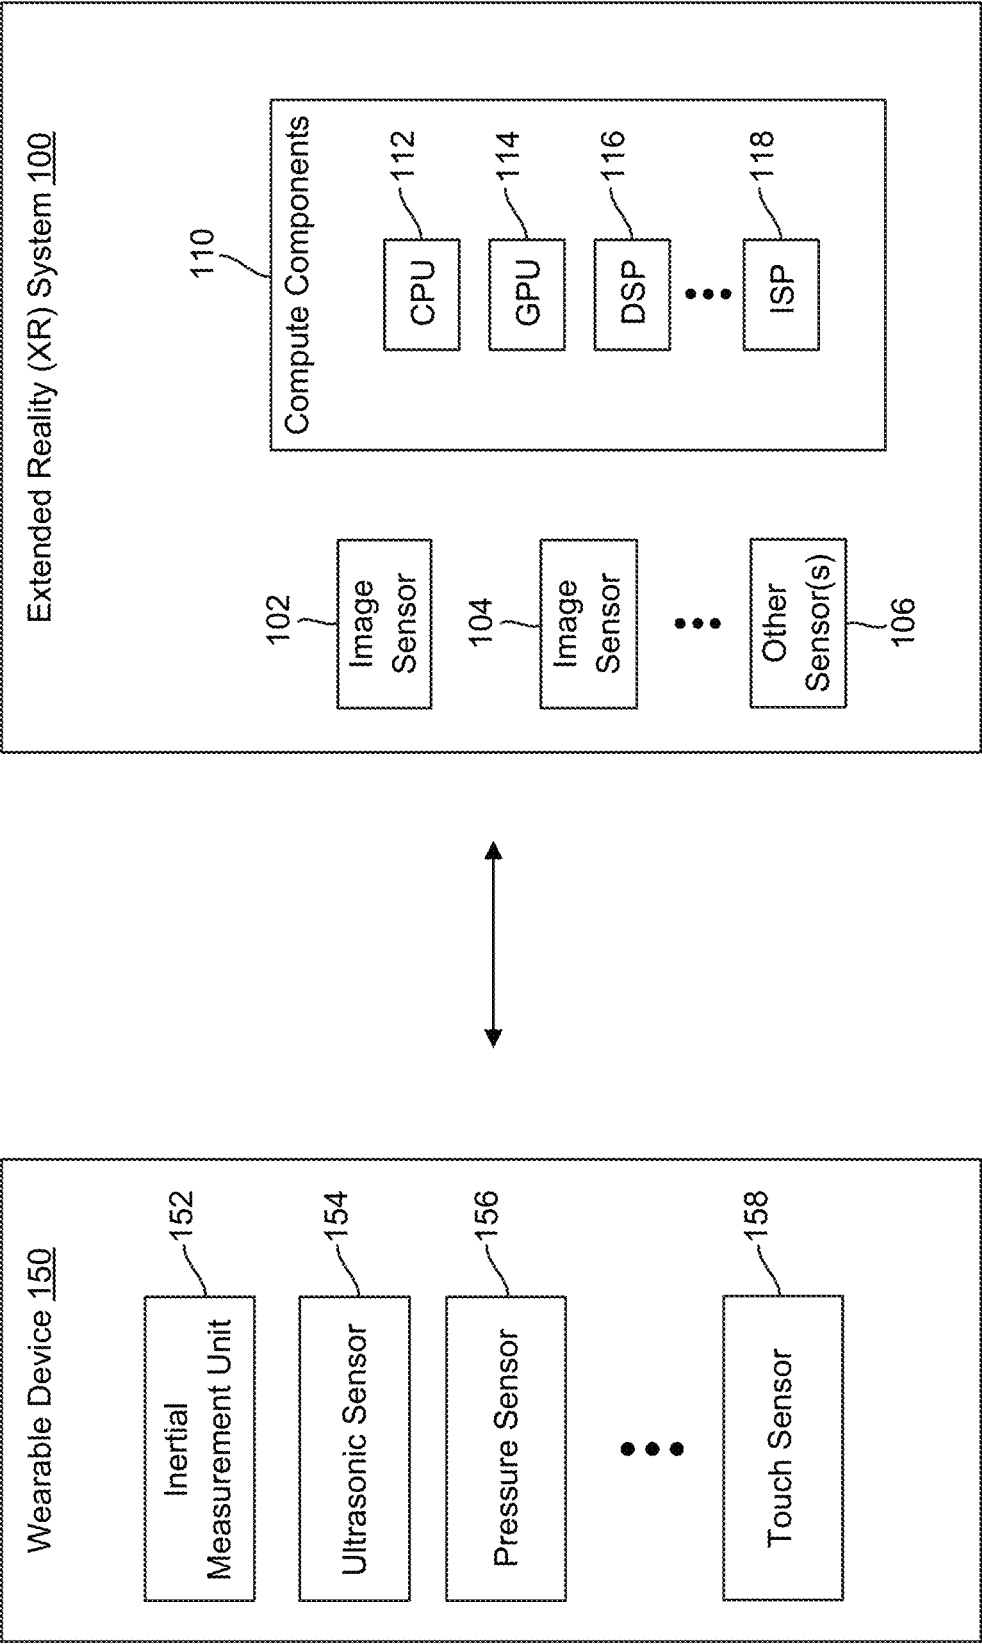 Wearable Device 150
Inertial
Measurement Unit
152
Ultrasonic Sensor
154
Pressure Sensor
156
Touch Sensor
158
Extended Reality (XR) System 100
102
Image
Sensor
104
Image
Sensor
Other
Sensor(s)
106
110
Compute Components
CPU
112
GPU
114
DSP
116
ISP
118